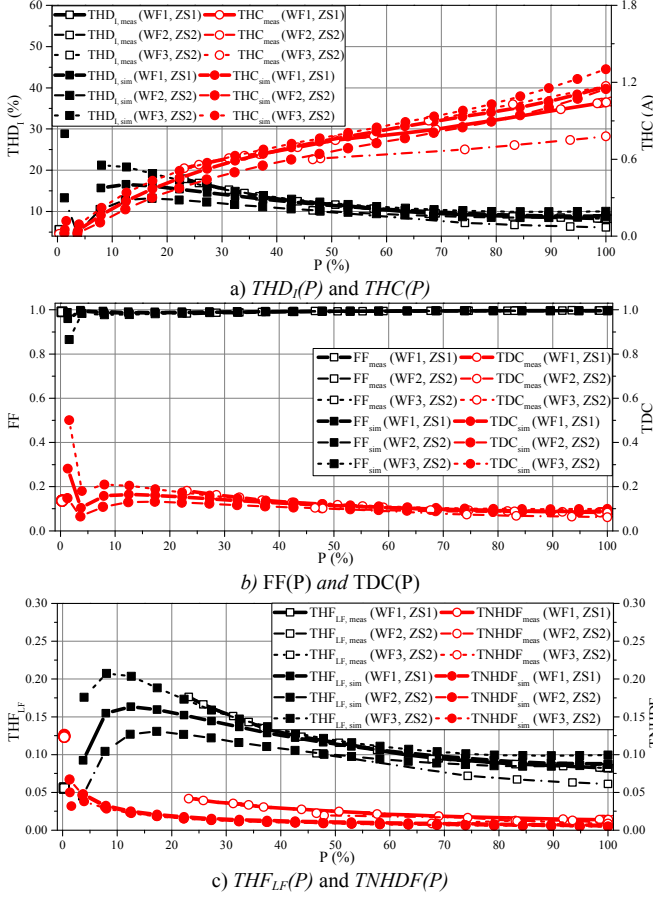 60
50
40
30
20
10
0
THD_I (%)
1.8
1.5
1.2
0.9
0.6
0.3
0.0
THC (A)
THD_I,meas (WF1, ZS1) THC_meas (WF1, ZS1)
THD_I,meas (WF2, ZS2) THC_meas (WF2, ZS2)
THD_I,meas (WF3, ZS2) THC_meas (WF3, ZS2)
THD_I,sim (WF1, ZS1) THC_sim (WF1, ZS1)
THD_I,sim (WF2, ZS2) THC_sim (WF2, ZS2)
THD_I,sim (WF3, ZS2) THC_sim (WF3, ZS2)
0 10 20 30 40 50 60 70 80 90 100
P (%)
a) THD_I(P) and THC(P)
1.0
0.8
0.6
0.4
0.2
0.0
FF
1.0
0.8
0.6
0.4
0.2
0.0
TDC
FF_meas (WF1, ZS1) TDC_meas (WF1, ZS1)
FF_meas (WF2, ZS2) TDC_meas (WF2, ZS2)
FF_meas (WF3, ZS2) TDC_meas (WF3, ZS2)
FF_sim (WF1, ZS1) TDC_sim (WF1, ZS1)
FF_sim (WF2, ZS2) TDC_sim (WF2, ZS2)
FF_sim (WF3, ZS2) TDC_sim (WF3, ZS2)
0 10 20 30 40 50 60 70 80 90 100
P (%)
b) FF(P) and TDC(P)
0.30
0.25
0.20
0.15
0.10
0.05
0.00
THF_LF
0.30
0.25
0.20
0.15
0.10
0.05
0.00
TNHDF
THF_LF, meas (WF1, ZS1) TNHDF_meas (WF1, ZS1)
THF_LF, meas (WF2, ZS2) TNHDF_meas (WF2, ZS2)
THF_LF, meas (WF3, ZS2) TNHDF_meas (WF3, ZS2)
THF_LF, sim (WF1, ZS1) TNHDF_sim (WF1, ZS1)
THF_LF, sim (WF2, ZS2) TNHDF_sim (WF2, ZS2)
THF_LF, sim (WF3, ZS2) TNHDF_sim (WF3, ZS2)
0 10 20 30 40 50 60 70 80 90 100
P (%)
c) THF_LF(P) and TNHDF(P)